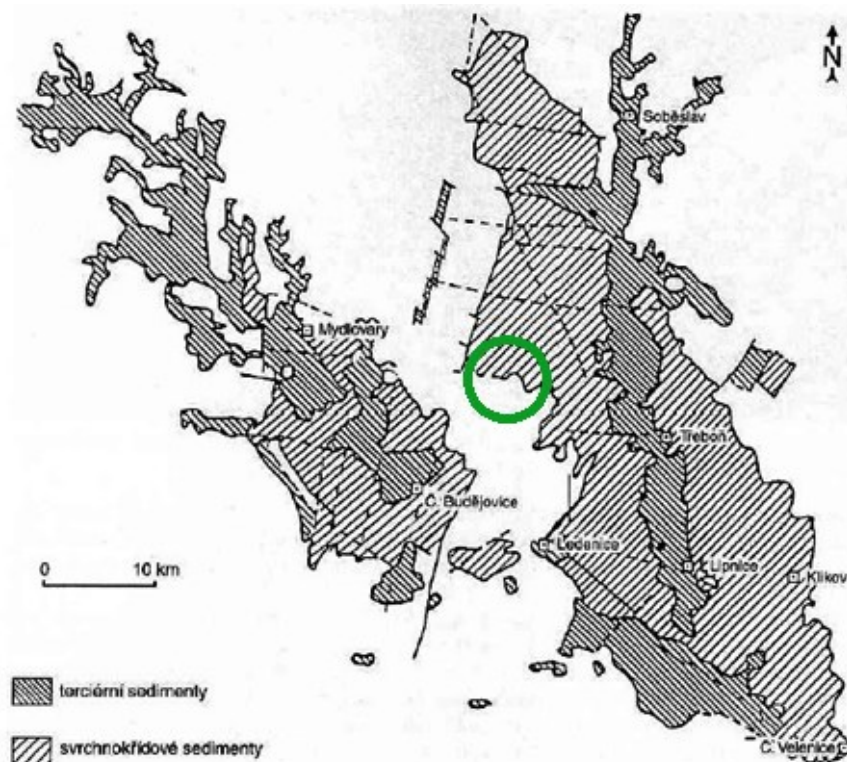 N
Soběslav
Mydlovary
Třeboň
Č. Budějovice
Ledenice
Lipnice
Klikov
0 10 km
terciérní sedimenty
svrchnokřídové sedimenty
Č. Velenice